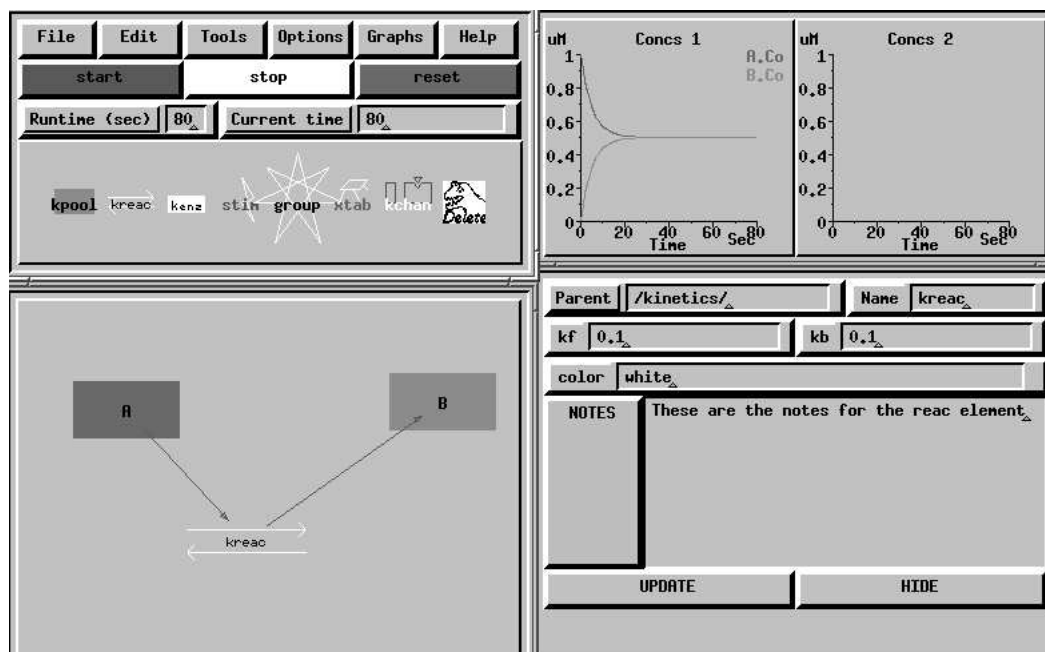 File Edit Tools Options Graphs Help
start stop reset
Runtime (sec) 80 Current time 80
kpool kreac kenz stim group xtab kchan Delete
A B
kreac
uM Concs 1
A.Co
B.Co
1
0.8
0.6
0.4
0.2
0
0 20 40 60 80
Time Sec
uM Concs 2
1
0.8
0.6
0.4
0.2
0
0 20 40 60 80
Time Sec
Parent /kinetics/ Name kreac
kf 0.1 kb 0.1
color white
NOTES These are the notes for the reac element
UPDATE HIDE